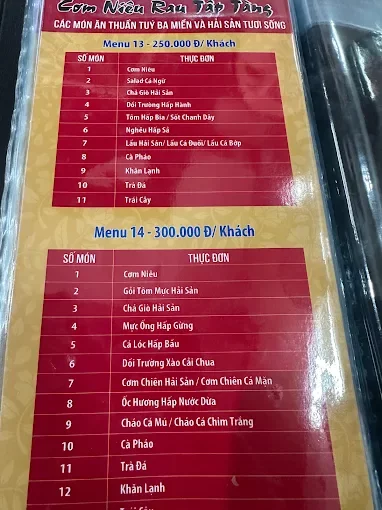 Cơm Niêu Rau Tập Tàng
CÁC MÓN ĂN THUẦN TUÝ BA MIỀN VÀ HẢI SẢN TƯƠI SỐNG
Menu 13 - 250.000 Đ/ Khách
SỐ MÓN THỰC ĐƠN
1 Cơm Niêu
2 Salad Cá Ngừ
3 Chả Giò Hải Sản
4 Dồi Trường Hấp Hành
5 Tôm Hấp Bia / Sốt Chanh Dây
6 Nghêu Hấp Sả
7 Lẩu Hải Sản/ Lẩu Cá Đuối/ Lẩu Cá Bớp
8 Cà Pháo
9 Khăn Lạnh
10 Trà Đá
11 Trái Cây
Menu 14 - 300.000 Đ/ Khách
SỐ MÓN THỰC ĐƠN
1 Cơm Niêu
2 Gỏi Tôm Mực Hải Sản
3 Chả Giò Hải Sản
4 Mực Ống Hấp Gừng
5 Cá Lóc Hấp Bầu
6 Dồi Trường Xào Cải Chua
7 Cơm Chiên Hải Sản / Cơm Chiên Cá Mặn
8 Ốc Hương Hấp Nước Dừa
9 Cháo Cá Mú / Cháo Cá Chim Trắng
10 Cà Pháo
11 Trà Đá
12 Khăn Lạnh
Trái Cây